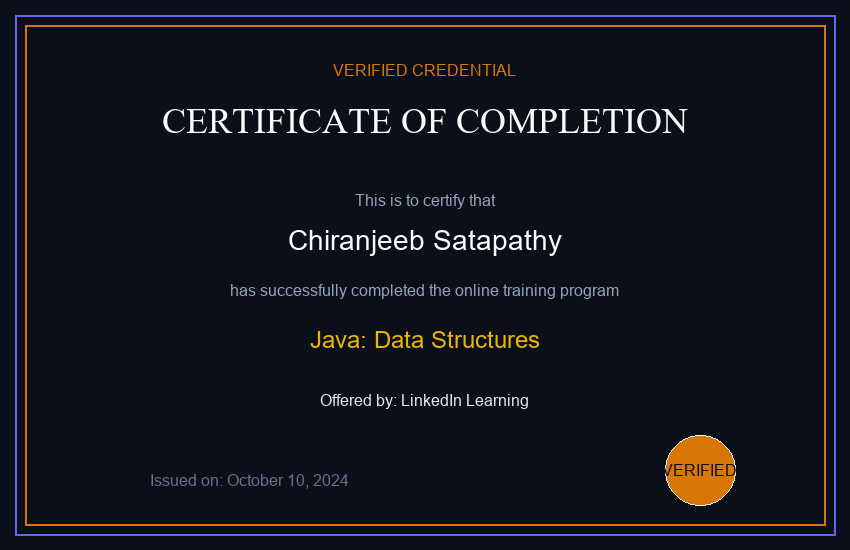 VERIFIED CREDENTIAL
CERTIFICATE OF COMPLETION
This is to certify that
Chiranjeeb Satapathy
has successfully completed the online training program
Java: Data Structures
Offered by: LinkedIn Learning
VERIFIED
Issued on: October 10, 2024